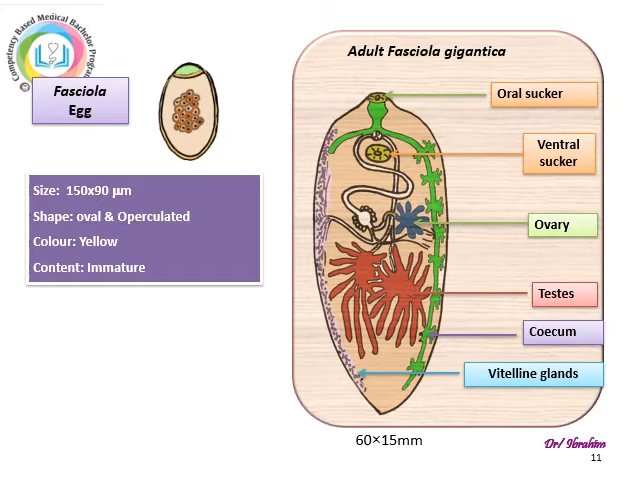 Competency Based Medical Bachelor Program
Fasciola
Egg
Size: 150x90 µm
Shape: oval & Operculated
Colour: Yellow
Content: Immature
Adult Fasciola gigantica
Oral sucker
Ventral
sucker
Ovary
Testes
Coecum
Vitelline glands
60×15mm
Dr/ Ibrahim
11